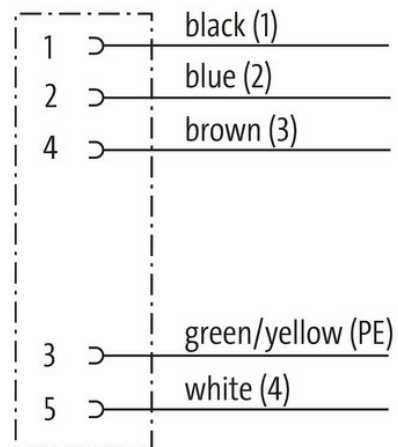 1 black (1)
2 blue (2)
4 brown (3)
3 green/yellow (PE)
5 white (4)